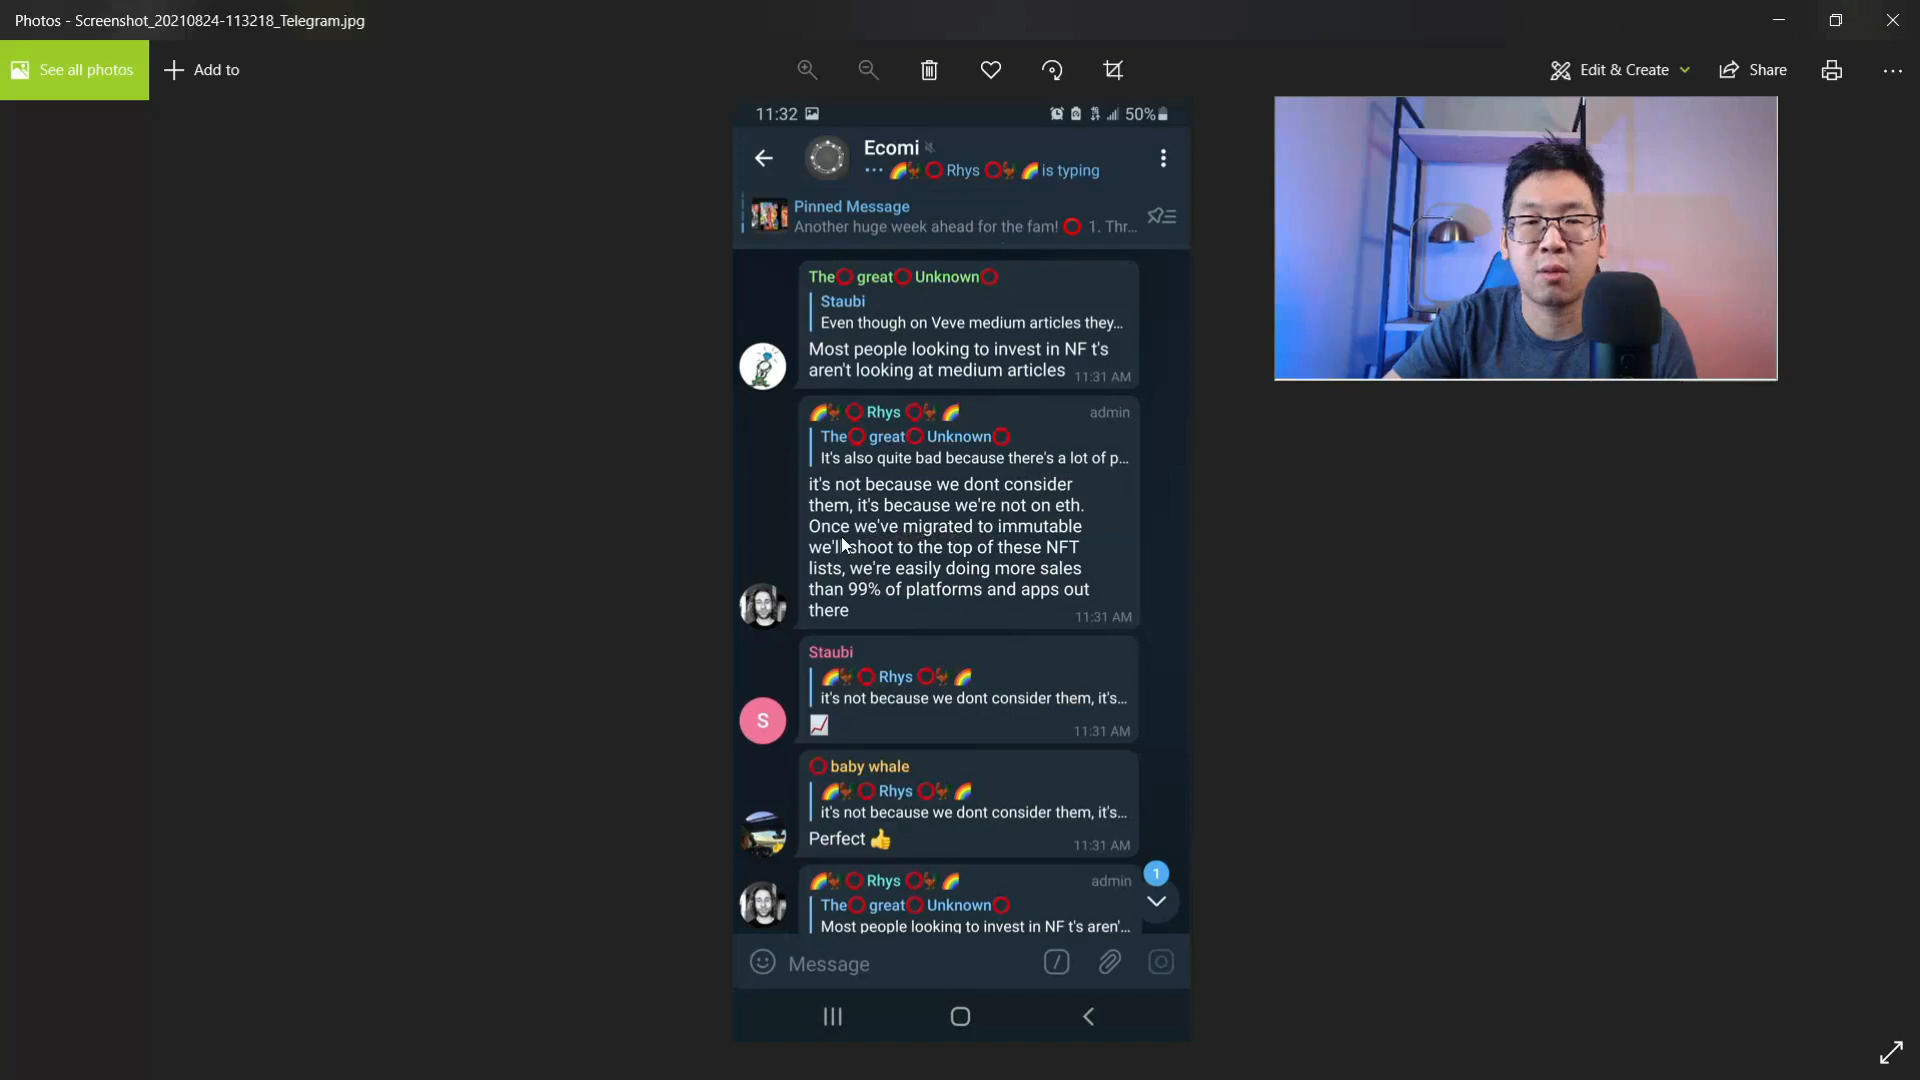 Photos - Screenshot_20210824-113218_Telegram.jpg
See all photos
Add to
Edit & Create
Share
11:32
50%
Ecomi
Rhys is typing
Pinned Message
Another huge week ahead for the fam! 1. Thr...
The great Unknown
Staubi
Even though on Veve medium articles they...
Most people looking to invest in NF t's
aren't looking at medium articles 11:31 AM
Rhys admin
The great Unknown
It's also quite bad because there's a lot of p...
it's not because we dont consider
them, it's because we're not on eth.
Once we've migrated to immutable
we'll shoot to the top of these NFT
lists, we're easily doing more sales
than 99% of platforms and apps out
there 11:31 AM
Staubi
Rhys
it's not because we dont consider them, it's...
S
11:31 AM
baby whale
Rhys
it's not because we dont consider them, it's...
Perfect 👍 11:31 AM
1
Rhys admin
The great Unknown
Most people looking to invest in NF t's aren'...
Message